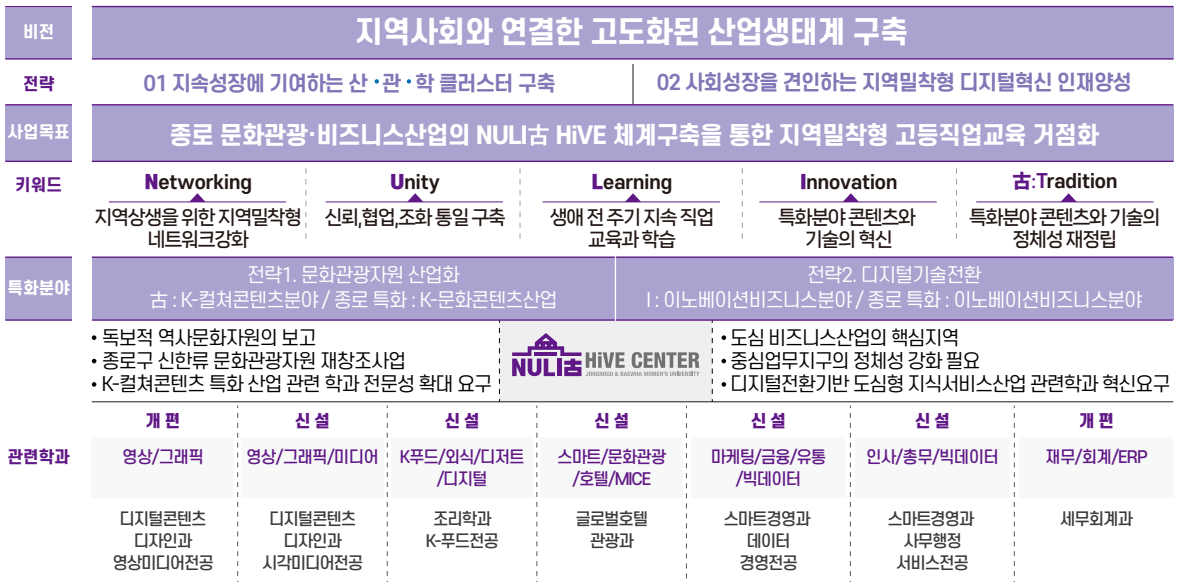 비전
지역사회와 연결한 고도화된 산업생태계 구축
전략
01 지속성장에 기여하는 산·관·학 클러스터 구축
02 사회성장을 견인하는 지역밀착형 디지털혁신 인재양성
사업목표
종로 문화관광·비즈니스산업의 NULI古 HiVE 체계구축을 통한 지역밀착형 고등직업교육 거점화
키워드
Networking
지역상생을 위한 지역밀착형
네트워크강화
Unity
신뢰,협업,조화 통일 구축
Learning
생애 전 주기 지속 직업
교육과 학습
Innovation
특화분야 콘텐츠와
기술의 혁신
古:Tradition
특화분야 콘텐츠와 기술의
정체성 재정립
특화분야
전략1. 문화관광자원 산업화
古 : K-컬쳐콘텐츠분야 / 종로 특화 : K-문화콘텐츠산업
전략2. 디지털기술전환
I : 이노베이션비즈니스분야 / 종로 특화 : 이노베이션비즈니스분야
• 독보적 역사문화자원의 보고
• 종로구 신한류 문화관광자원 재창조사업
• K-컬쳐콘텐츠 특화 산업 관련 학과 전문성 확대 요구
NULI古 HiVE CENTER
JONGNOGU & BAEWHA WOMEN'S UNIVERSITY
• 도심 비즈니스산업의 핵심지역
• 중심업무지구의 정체성 강화 필요
• 디지털전환기반 도심형 지식서비스산업 관련학과 혁신요구
관련학과
개 편
영상/그래픽
디지털콘텐츠
디자인과
영상미디어전공
신 설
영상/그래픽/미디어
디지털콘텐츠
디자인과
시각미디어전공
신 설
K푸드/외식/디저트
/디지털
조리학과
K-푸드전공
신 설
스마트/문화관광
/호텔/MICE
글로벌호텔
관광과
신 설
마케팅/금융/유통
/빅데이터
스마트경영과
데이터
경영전공
신 설
인사/총무/빅데이터
스마트경영과
사무행정
서비스전공
개 편
재무/회계/ERP
세무회계과